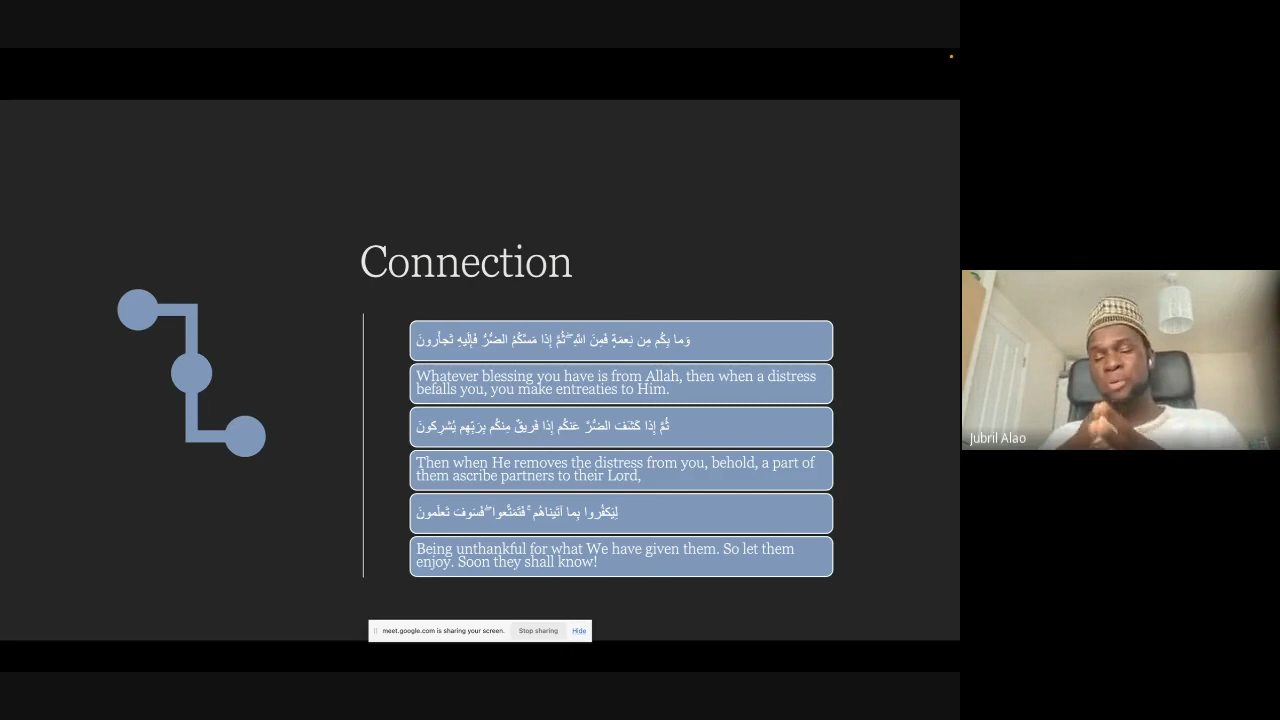 Connection
وَما بِكُم مِن نِعمَةٍ فَمِنَ اللَّهِ ۖ ثُمَّ إِذا مَسَّكُمُ الضُّرُّ فَإِلَيهِ تَجأَرونَ
Whatever blessing you have is from Allah, then when a distress
befalls you, you make entreaties to Him.
ثُمَّ إِذا كَشَفَ الضُّرَّ عَنكُم إِذا فَريقٌ مِنكُم بِرَبِّهِم يُشرِكونَ
Then when He removes the distress from you, behold, a part of
them ascribe partners to their Lord,
لِيَكفُروا بِما آتَيناهُم ۚ فَتَمَتَّعوا ۖ فَسَوفَ تَعلَمونَ
Being unthankful for what We have given them. So let them
enjoy. Soon they shall know!
meet.google.com is sharing your screen. Stop sharing Hide
Jubril Alao